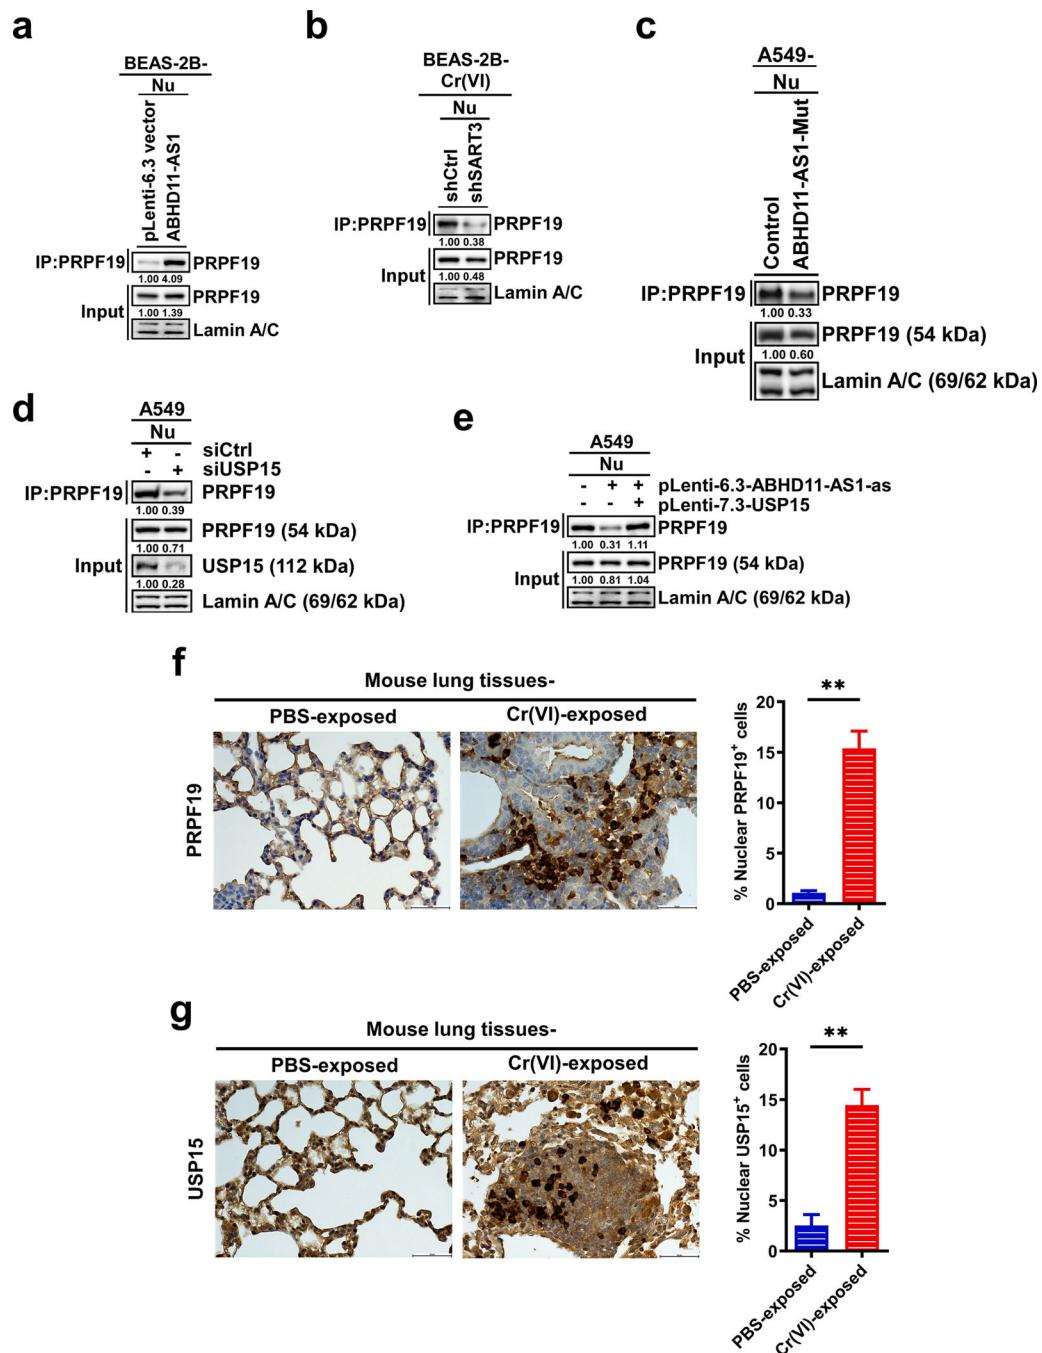 a
BEAS-2B-
Nu
pLenti-6.3 vector
ABHD11-AS1
IP:PRPF19
PRPF19
1.00 4.09
Input
PRPF19
1.00 1.39
Lamin A/C
b
BEAS-2B-
Cr(VI)
Nu
shCtrl
shSART3
IP:PRPF19
PRPF19
1.00 0.38
Input
PRPF19
1.00 0.48
Lamin A/C
c
A549-
Nu
Control
ABHD11-AS1-Mut
IP:PRPF19
PRPF19
1.00 0.33
Input
PRPF19 (54 kDa)
1.00 0.60
Lamin A/C (69/62 kDa)
d
A549
Nu
+ - siCtrl
- + siUSP15
IP:PRPF19
PRPF19
1.00 0.39
Input
PRPF19 (54 kDa)
1.00 0.71
USP15 (112 kDa)
1.00 0.28
Lamin A/C (69/62 kDa)
e
A549
Nu
- + + pLenti-6.3-ABHD11-AS1-as
- - + pLenti-7.3-USP15
IP:PRPF19
PRPF19
1.00 0.31 1.11
Input
PRPF19 (54 kDa)
1.00 0.81 1.04
Lamin A/C (69/62 kDa)
f
Mouse lung tissues-
PBS-exposed
Cr(VI)-exposed
PRPF19
% Nuclear PRPF19⁺ cells
20
15
10
5
0
**
PBS-exposed
Cr(VI)-exposed
g
Mouse lung tissues-
PBS-exposed
Cr(VI)-exposed
USP15
% Nuclear USP15⁺ cells
20
15
10
5
0
**
PBS-exposed
Cr(VI)-exposed